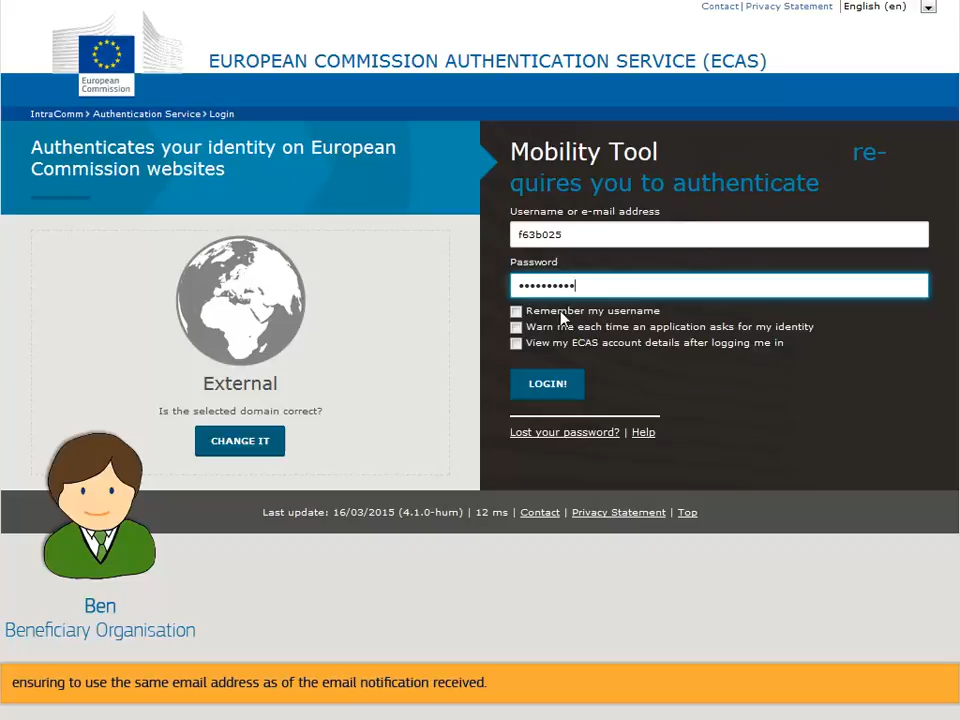 Contact | Privacy Statement | English (en)
European
Commission
EUROPEAN COMMISSION AUTHENTICATION SERVICE (ECAS)
IntraComm > Authentication Service > Login
Authenticates your identity on European
Commission websites
External
Is the selected domain correct?
CHANGE IT
Mobility Tool re-
quires you to authenticate
Username or e-mail address
f63b025
Password
••••••••••
Remember my username
Warn me each time an application asks for my identity
View my ECAS account details after logging me in
LOGIN!
Lost your password? | Help
Last update: 16/03/2015 (4.1.0-hum) | 12 ms | Contact | Privacy Statement | Top
Ben
Beneficiary Organisation
ensuring to use the same email address as of the email notification received.